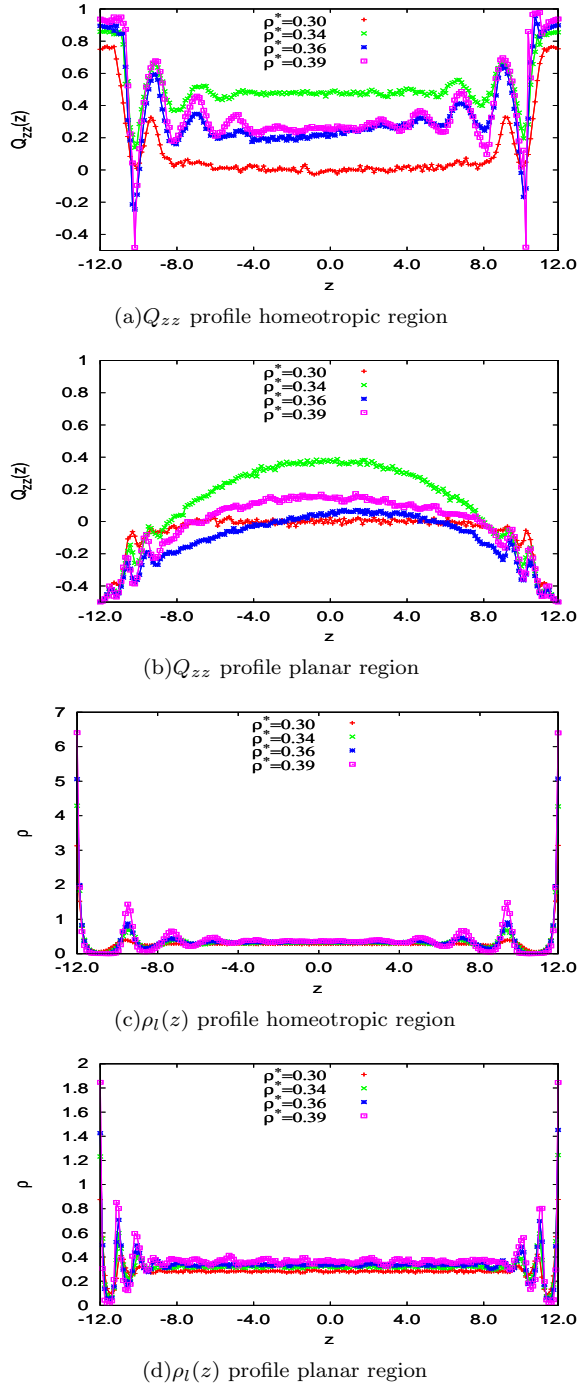 1
0.8
0.6
0.4
0.2
0
-0.2
-0.4
Q_zz(z)
ρ*=0.30
ρ*=0.34
ρ*=0.36
ρ*=0.39
-12.0 -8.0 -4.0 0.0 4.0 8.0 12.0
z
(a)Q_zz profile homeotropic region
1
0.8
0.6
0.4
0.2
0
-0.2
-0.4
Q_zz(z)
ρ*=0.30
ρ*=0.34
ρ*=0.36
ρ*=0.39
-12.0 -8.0 -4.0 0.0 4.0 8.0 12.0
z
(b)Q_zz profile planar region
7
6
5
4
3
2
1
0
ρ
ρ*=0.30
ρ*=0.34
ρ*=0.36
ρ*=0.39
-12.0 -8.0 -4.0 0.0 4.0 8.0 12.0
z
(c)ρ_l(z) profile homeotropic region
2
1.8
1.6
1.4
1.2
1
0.8
0.6
0.4
0.2
0
ρ
ρ*=0.30
ρ*=0.34
ρ*=0.36
ρ*=0.39
-12.0 -8.0 -4.0 0.0 4.0 8.0 12.0
z
(d)ρ_l(z) profile planar region